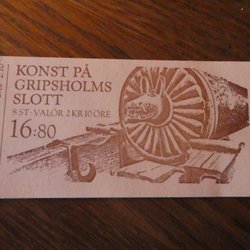 KONST PÅ
GRIPSHOLMS
SLOTT
8 ST·VALÖR 2 KR 10 ÖRE
16:80